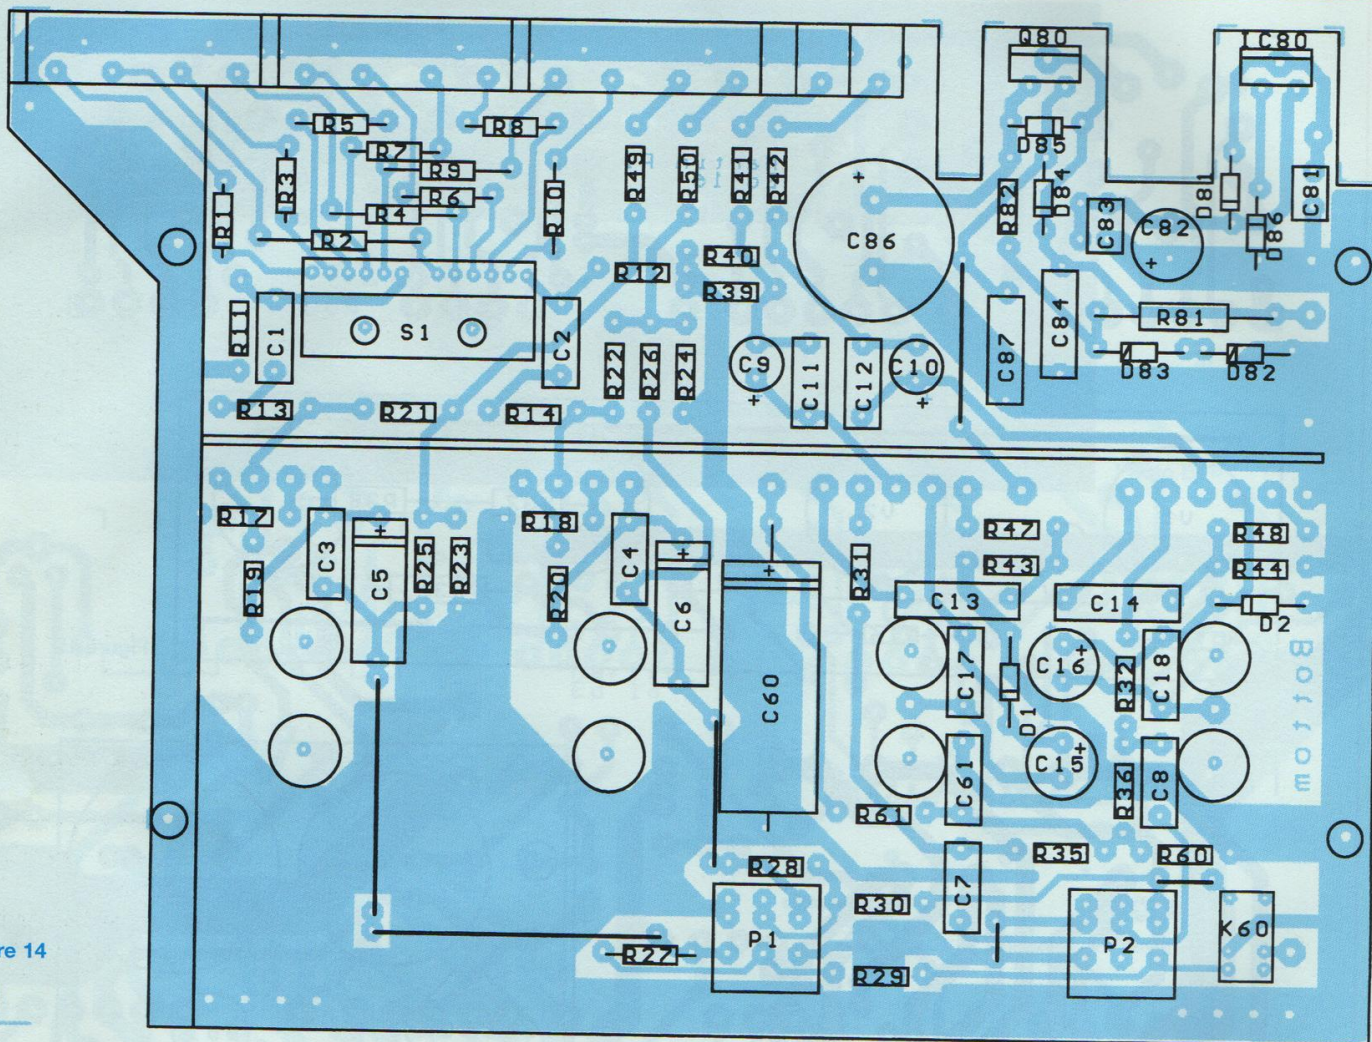 Q80
IC80
R5
R8
R7
R9
R6
R4
R2
R3
R1
R10
R49
R50
R41
R42
D85
R82
D84
C83
C82
+
D81
D86
C81
+
C86
R40
R39
R12
R11
C1
S1
C2
R22
R26
R24
C9
+
C11
C12
C10
+
C87
C84
R81
D83
D82
R13
R21
R14
R17
C3
+
C5
R25
R23
R19
R18
C4
+
C6
R20
+
C60
R31
R47
R43
R48
R44
C13
C14
D2
C17
D1
C16
+
R32
C18
Bottom
C61
C15
+
R36
C8
R61
R28
R35
R60
C7
R30
P1
P2
K60
R27
R29
re 14